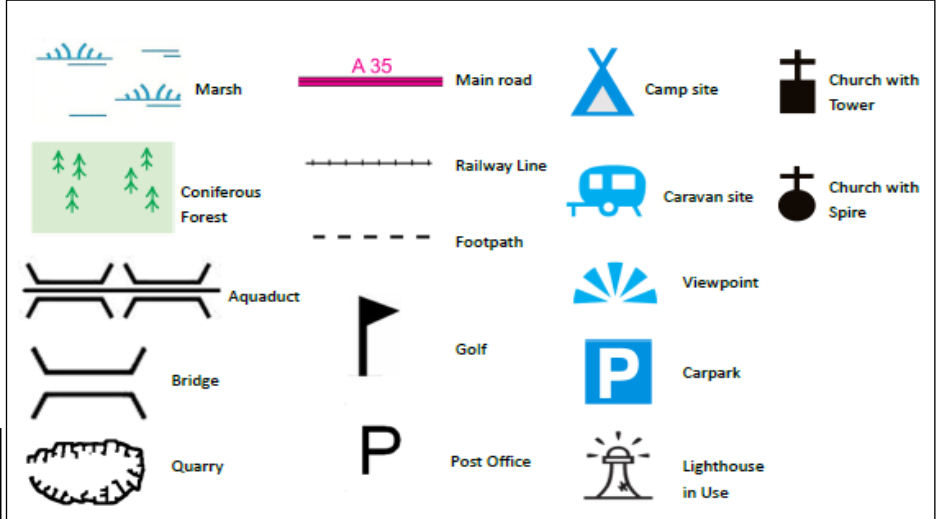 Marsh
Coniferous
Forest
Aquaduct
Bridge
Quarry
A 35
Main road
Railway Line
Footpath
Golf
P
Post Office
Camp site
Caravan site
Viewpoint
P
Carpark
Lighthouse
in Use
Church with
Tower
Church with
Spire